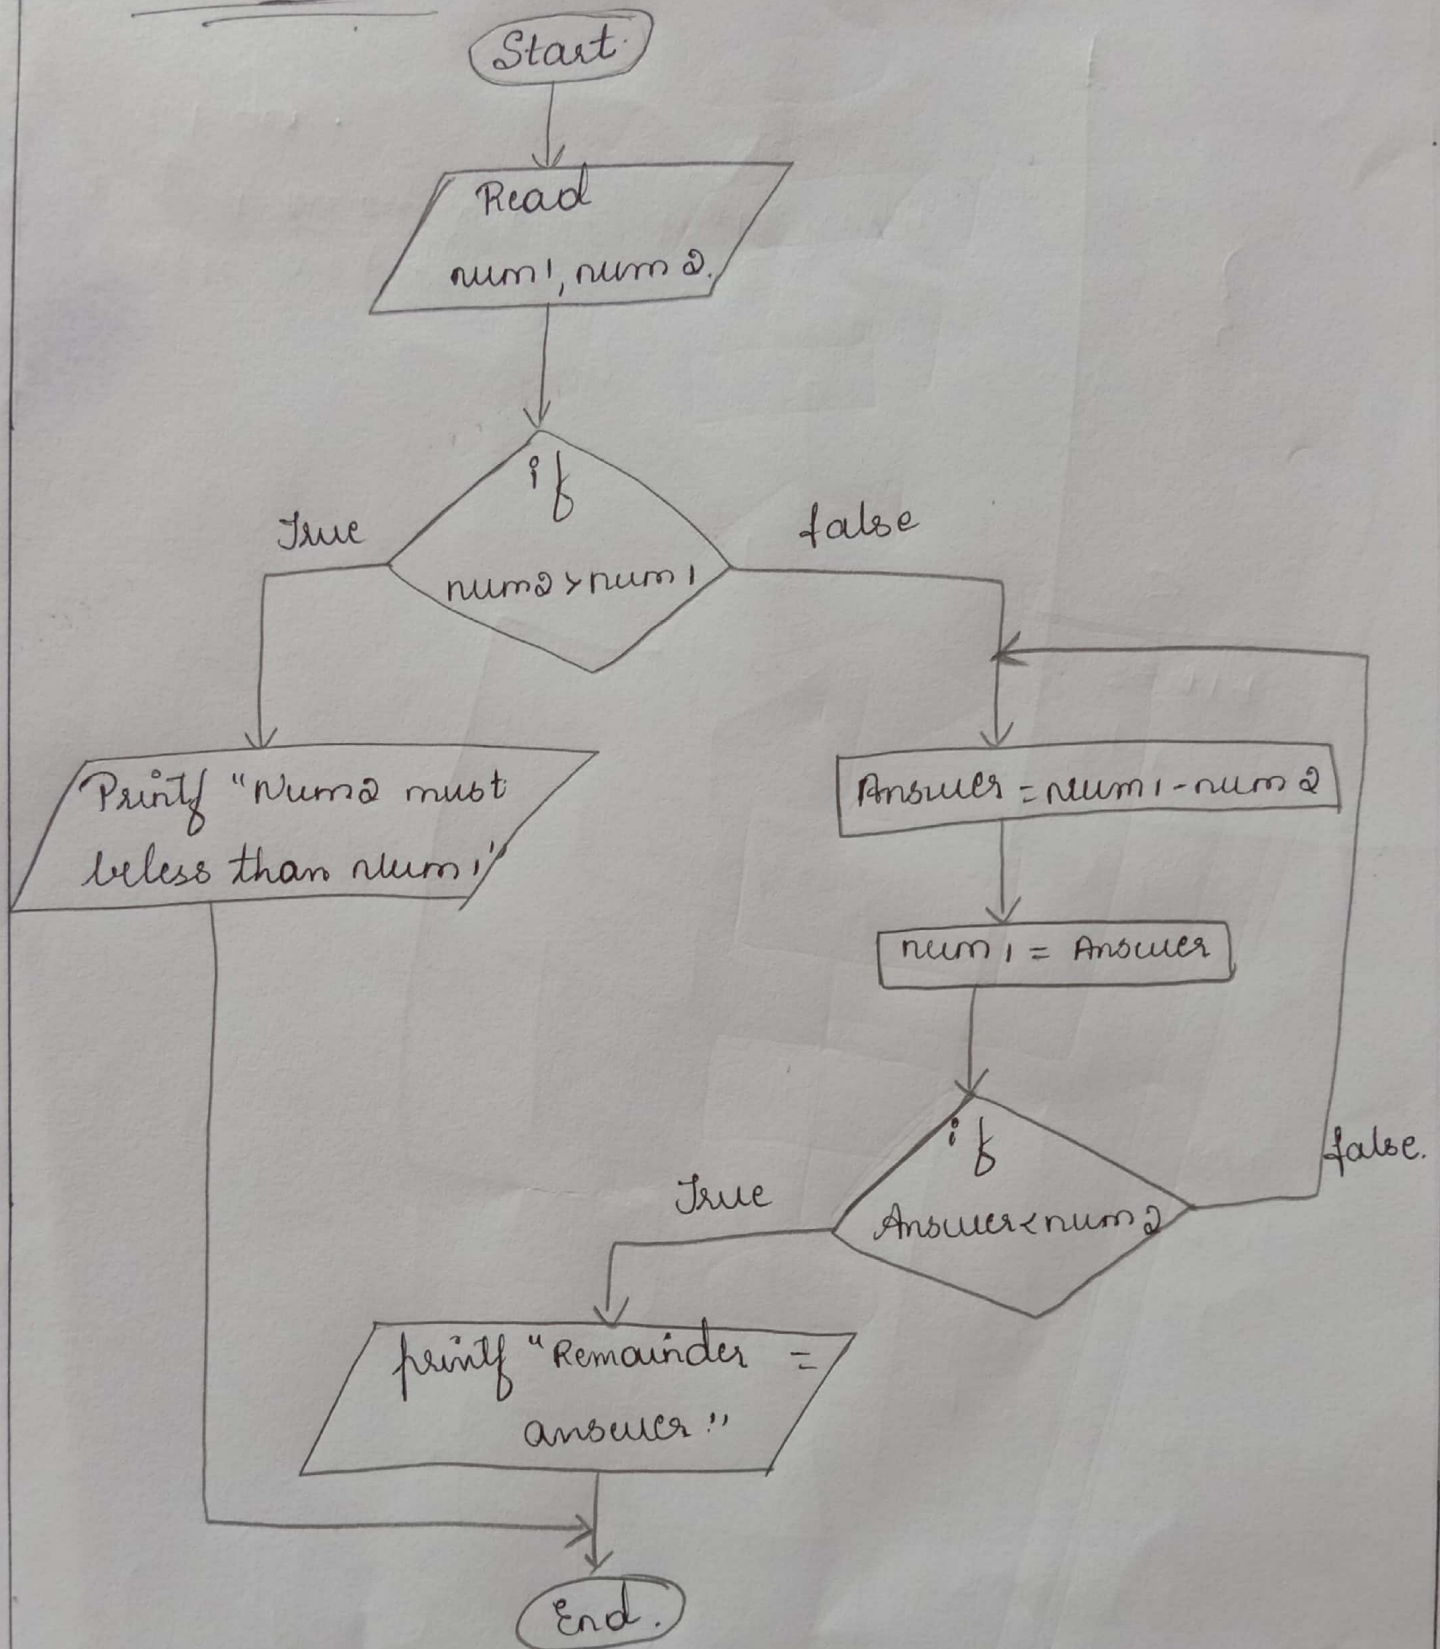 Start.
Read
num1, num2.
if
num2>num1
True
false
Printf "Num2 must
beless than Num1"
Answer=Num1-num2
num1 = Answer
if
Answer<num2
True
false.
printf "Remainder =
answer."
End.